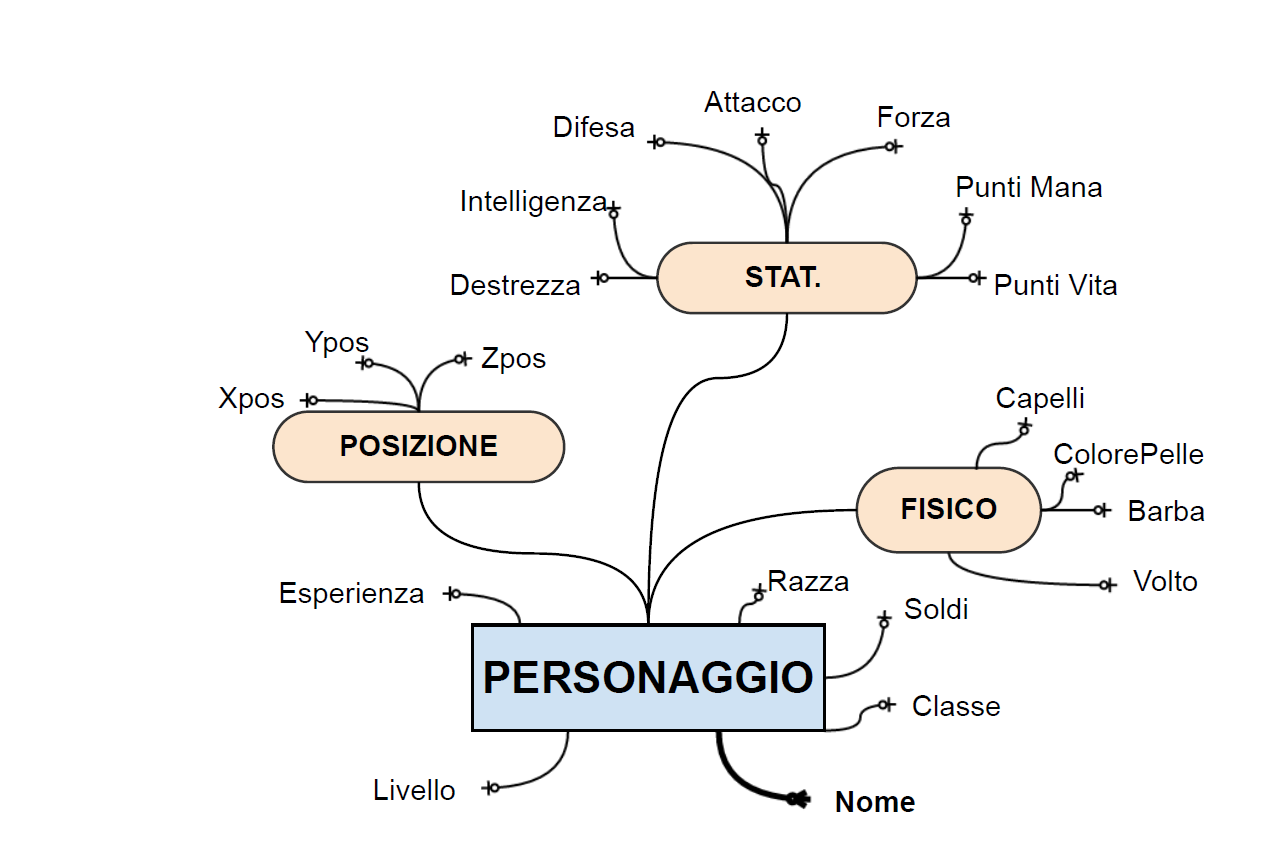 Attacco
Forza
Difesa
Punti Mana
Intelligenza
STAT.
Destrezza
Punti Vita
Ypos
Zpos
Xpos
Capelli
POSIZIONE
ColorePelle
FISICO
Barba
Esperienza
Razza
Volto
Soldi
PERSONAGGIO
Classe
Livello
Nome